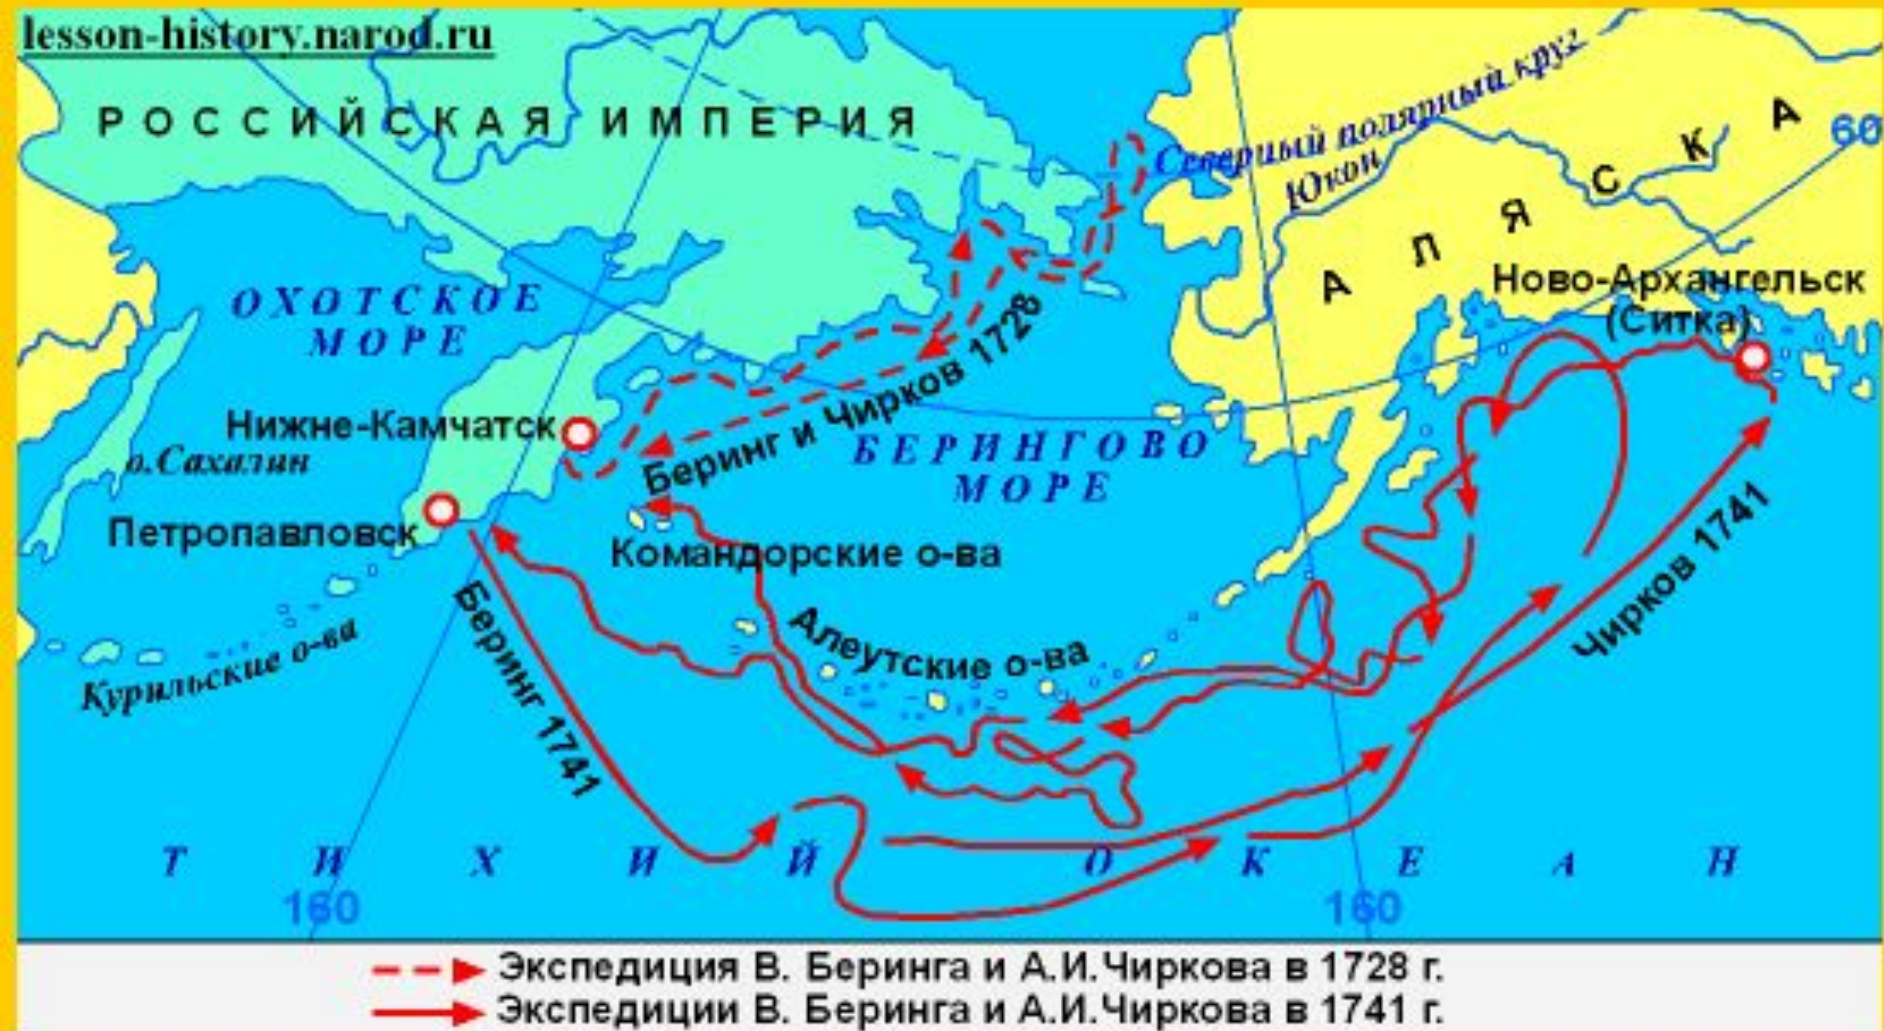 lesson-history.narod.ru
РОССИЙСКАЯ ИМПЕРИЯ
Северный полярный круг
60
Юкон
АЛЯСКА
ОХОТСКОЕ
МОРЕ
Ново-Архангельск
(Ситка)
Нижне-Камчатск
о.Сахалин
Беринг и Чирков 1728
БЕРИНГОВО
МОРЕ
Петропавловск
Командорские о-ва
Беринг 1741
Алеутские о-ва
Чирков 1741
Курильские о-ва
ТИХИЙ ОКЕАН
160
160
Экспедиция В. Беринга и А.И.Чиркова в 1728 г.
Экспедиции В. Беринга и А.И.Чиркова в 1741 г.